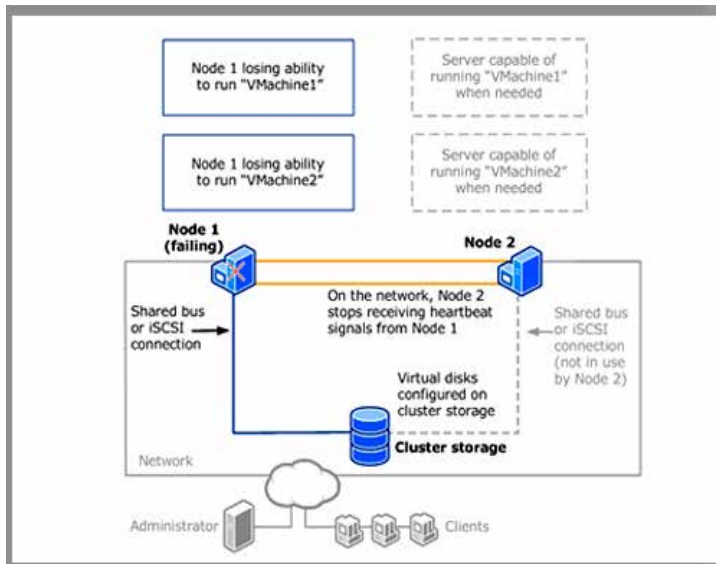 Node 1 losing ability
to run "VMachine1"
Server capable of
running "VMachine1"
when needed
Node 1 losing ability
to run "VMachine2"
Server capable of
running "VMachine2"
when needed
Node 1
(failing)
Node 2
On the network, Node 2
stops receiving heartbeat
signals from Node 1
Shared bus
or iSCSI
connection
Shared bus
or iSCSI
connection
(not in use
by Node 2)
Virtual disks
configured on
cluster storage
Cluster storage
Network
Administrator
Clients